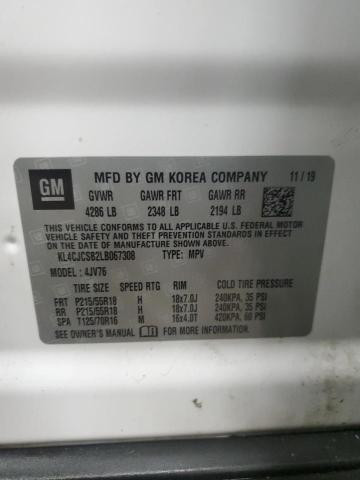 GM
MFD BY GM KOREA COMPANY 11/19
GVWR GAWR FRT GAWR RR
4286 LB 2348 LB 2194 LB
THIS VEHICLE CONFORMS TO ALL APPLICABLE U.S. FEDERAL MOTOR
VEHICLE SAFETY AND THEFT PREVENTION STANDARDS IN EFFECT ON
THE DATE OF MANUFACTURE SHOWN ABOVE.
KL4CJCSB2LB067308 TYPE: MPV
MODEL: 4JV76
TIRE SIZE SPEED RTG RIM COLD TIRE PRESSURE
FRT P215/55R18 H 18x7.0J 240KPA, 35 PSI
RR P215/55R18 H 18x7.0J 240KPA, 35 PSI
SPA T125/70R16 M 16x4.0T 420KPA, 60 PSI
SEE OWNER'S MANUAL FOR ADDITIONAL INFORMATION.